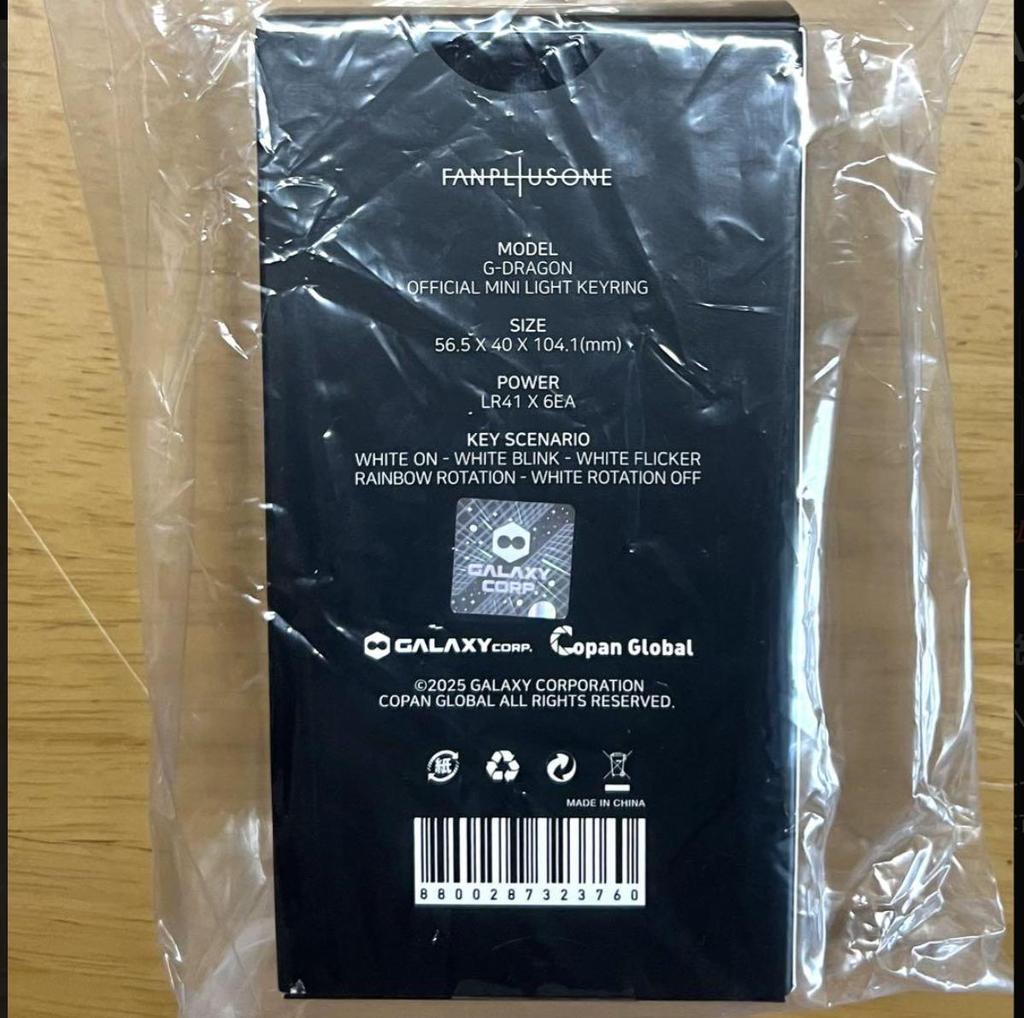 FANPLUSONE
MODEL
G-DRAGON
OFFICIAL MINI LIGHT KEYRING
SIZE
56.5 X 40 X 104.1(mm)
POWER
LR41 X 6EA
KEY SCENARIO
WHITE ON - WHITE BLINK - WHITE FLICKER
RAINBOW ROTATION - WHITE ROTATION OFF
GALAXY
CORP.
GALAXY CORP. Copan Global
©2025 GALAXY CORPORATION
COPAN GLOBAL ALL RIGHTS RESERVED.
紙
MADE IN CHINA
8800287323760